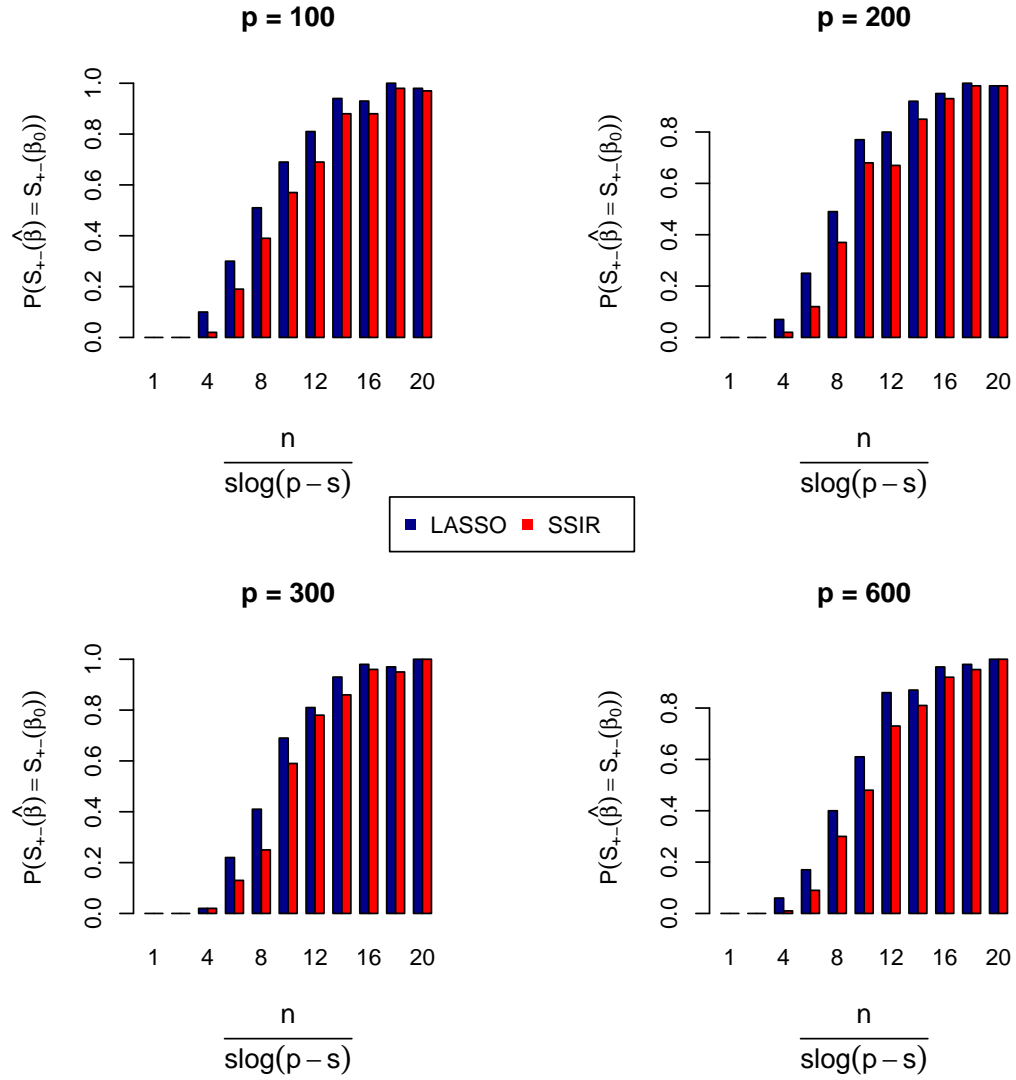 p = 100
P(S₊₋(β̂) = S₊₋(β₀))
0.0 0.2 0.4 0.6 0.8 1.0
1 4 8 12 16 20
n
slog(p − s)
p = 200
P(S₊₋(β̂) = S₊₋(β₀))
0.0 0.2 0.4 0.6 0.8
1 4 8 12 16 20
n
slog(p − s)
LASSO SSIR
p = 300
P(S₊₋(β̂) = S₊₋(β₀))
0.0 0.2 0.4 0.6 0.8 1.0
1 4 8 12 16 20
n
slog(p − s)
p = 600
P(S₊₋(β̂) = S₊₋(β₀))
0.0 0.2 0.4 0.6 0.8
1 4 8 12 16 20
n
slog(p − s)